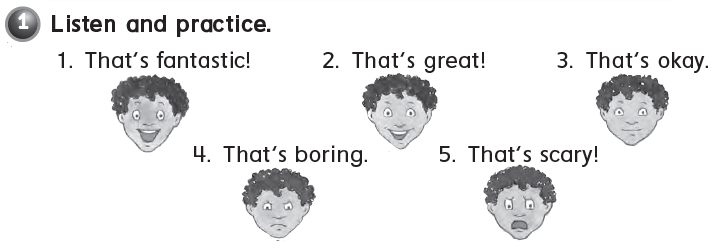 1 Listen and practice.
1. That's fantastic! 2. That's great! 3. That's okay.
4. That's boring. 5. That's scary!